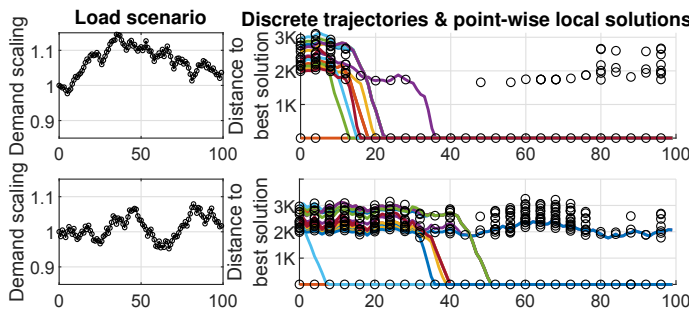 Load scenario
Discrete trajectories & point-wise local solutions
Demand scaling
1.1
1
0.9
0 50 100
Distance to
best solution
3K
2K
1K
0 20 40 60 80 100
Demand scaling
1.1
1
0.9
0 50 100
Distance to
best solution
3K
2K
1K
0 20 40 60 80 100